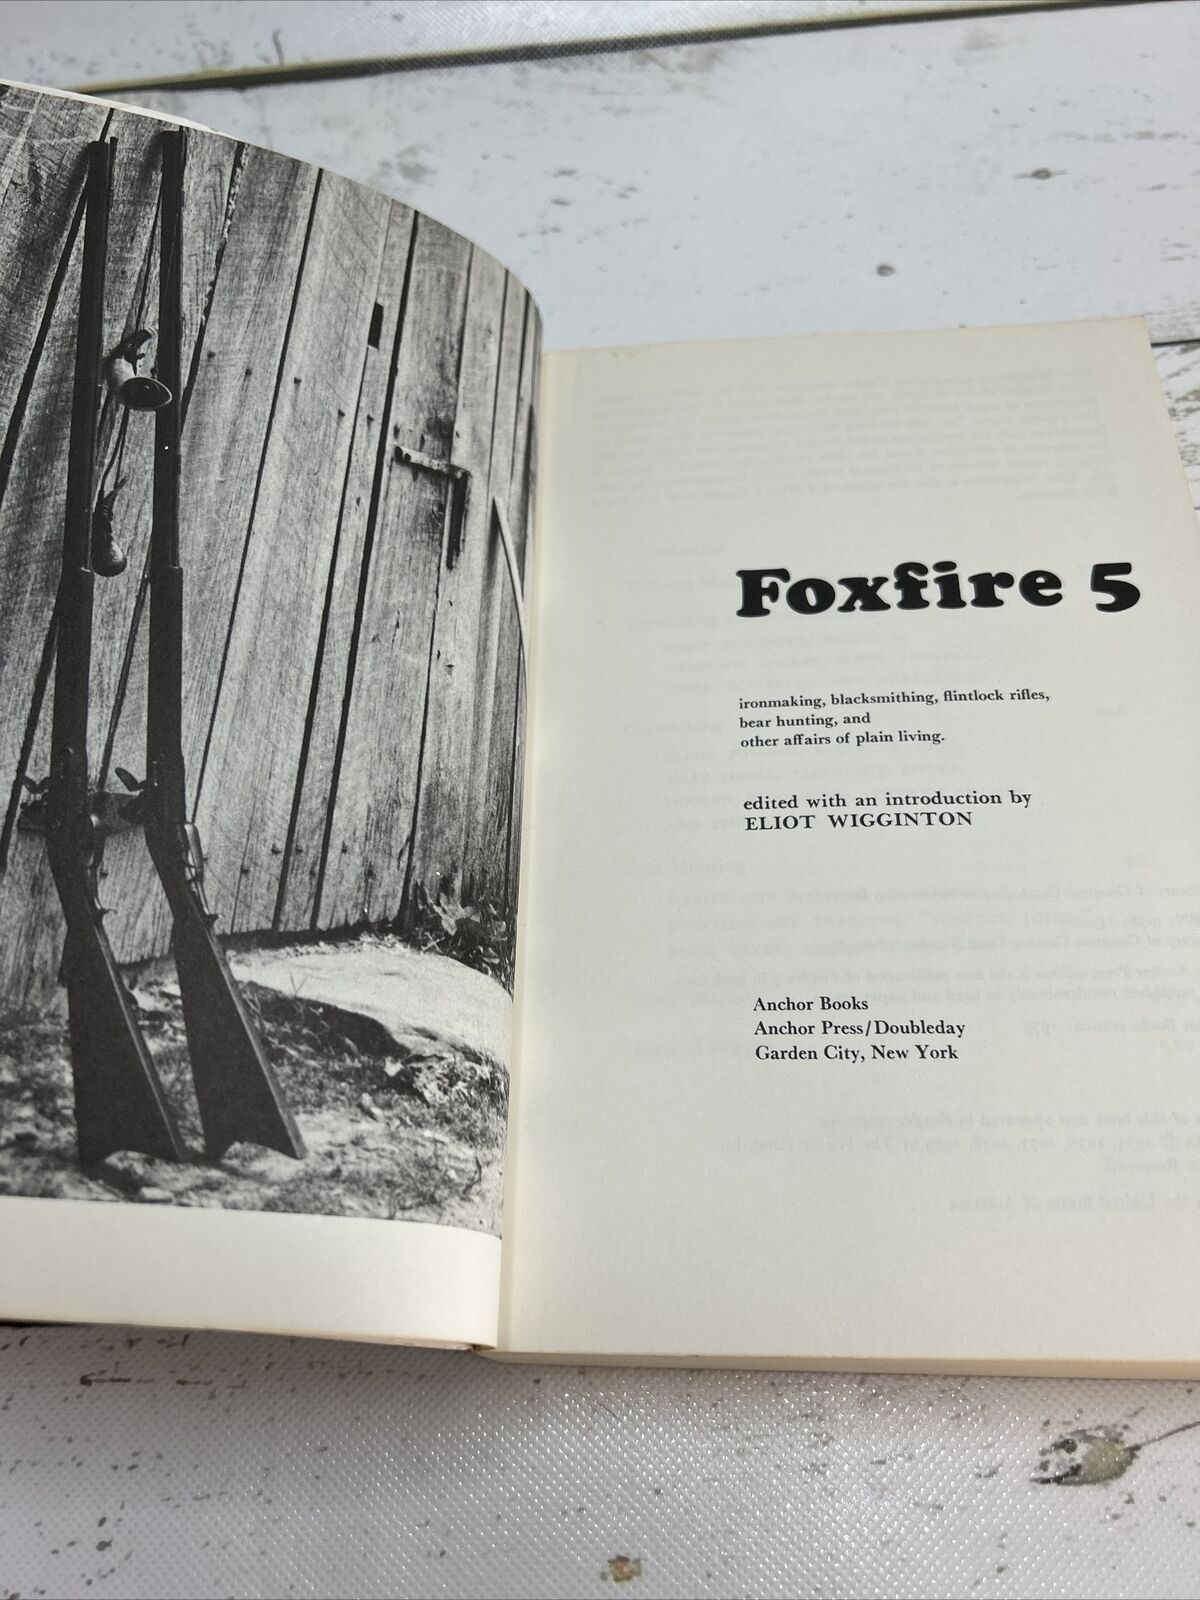 Foxfire 5
ironmaking, blacksmithing, flintlock rifles,
bear hunting, and
other affairs of plain living.
edited with an introduction by
ELIOT WIGGINTON
Anchor Books
Anchor Press/Doubleday
Garden City, New York